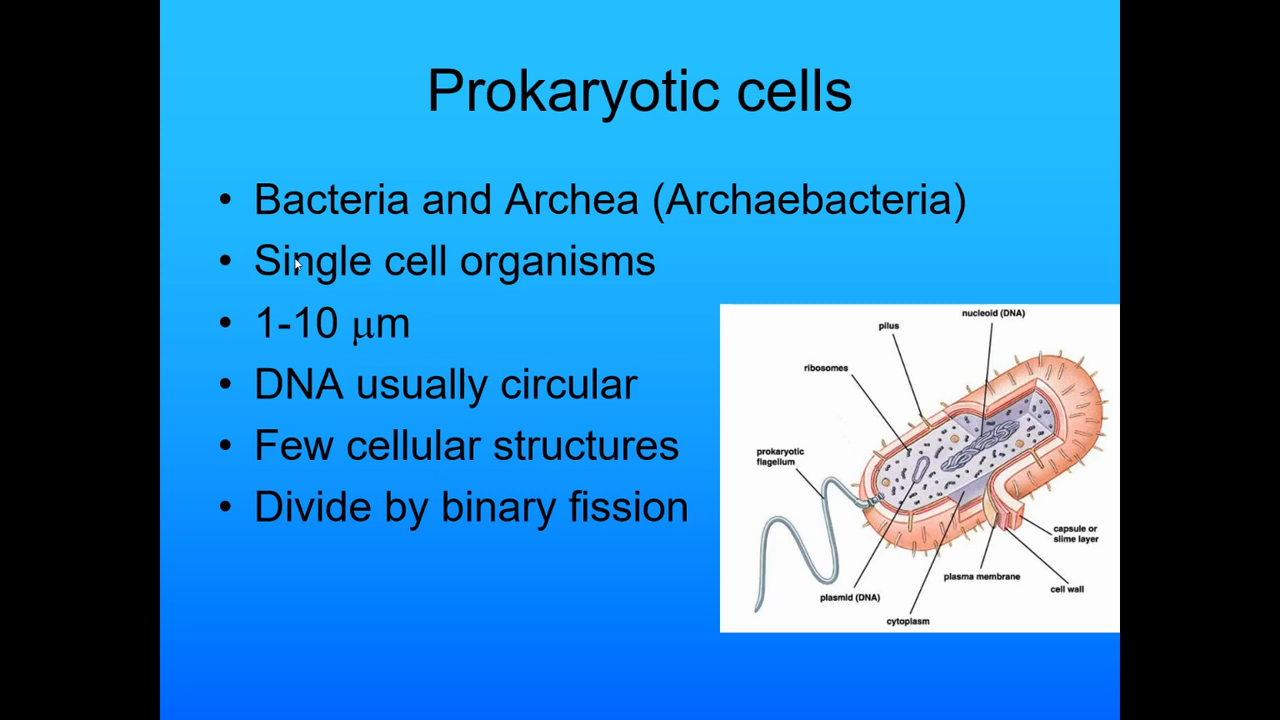 Prokaryotic cells
• Bacteria and Archea (Archaebacteria)
• Single cell organisms
• 1-10 μm
• DNA usually circular
• Few cellular structures
• Divide by binary fission
nucleoid (DNA)
pilus
ribosomes
prokaryotic
flagellum
capsule or
slime layer
plasma membrane
cell wall
plasmid (DNA)
cytoplasm